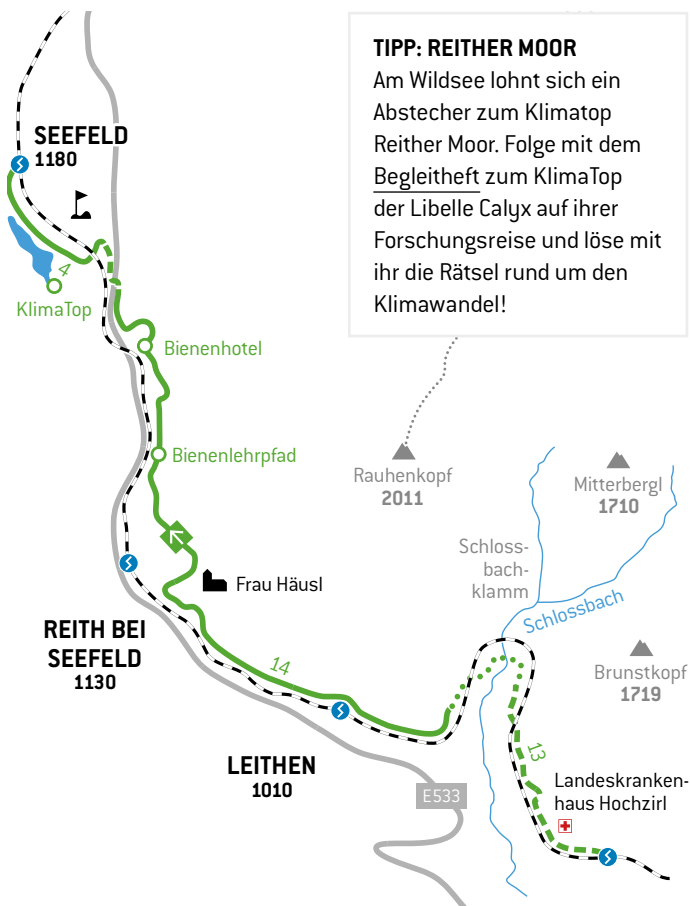 TIPP: REITHER MOOR
Am Wildsee lohnt sich ein
Abstecher zum Klimatop
Reither Moor. Folge mit dem
Begleitheft zum KlimaTop
der Libelle Calyx auf ihrer
Forschungsreise und löse mit
ihr die Rätsel rund um den
Klimawandel!
SEEFELD
1180
4
KlimaTop
Bienenhotel
Bienenlehrpfad
Rauhenkopf
2011
Mitterbergl
1710
Schloss-
bach-
klamm
Schlossbach
Frau Häusl
REITH BEI
SEEFELD
1130
14
Brunstkopf
1719
LEITHEN
1010
E533
13
Landeskranken-
haus Hochzirl